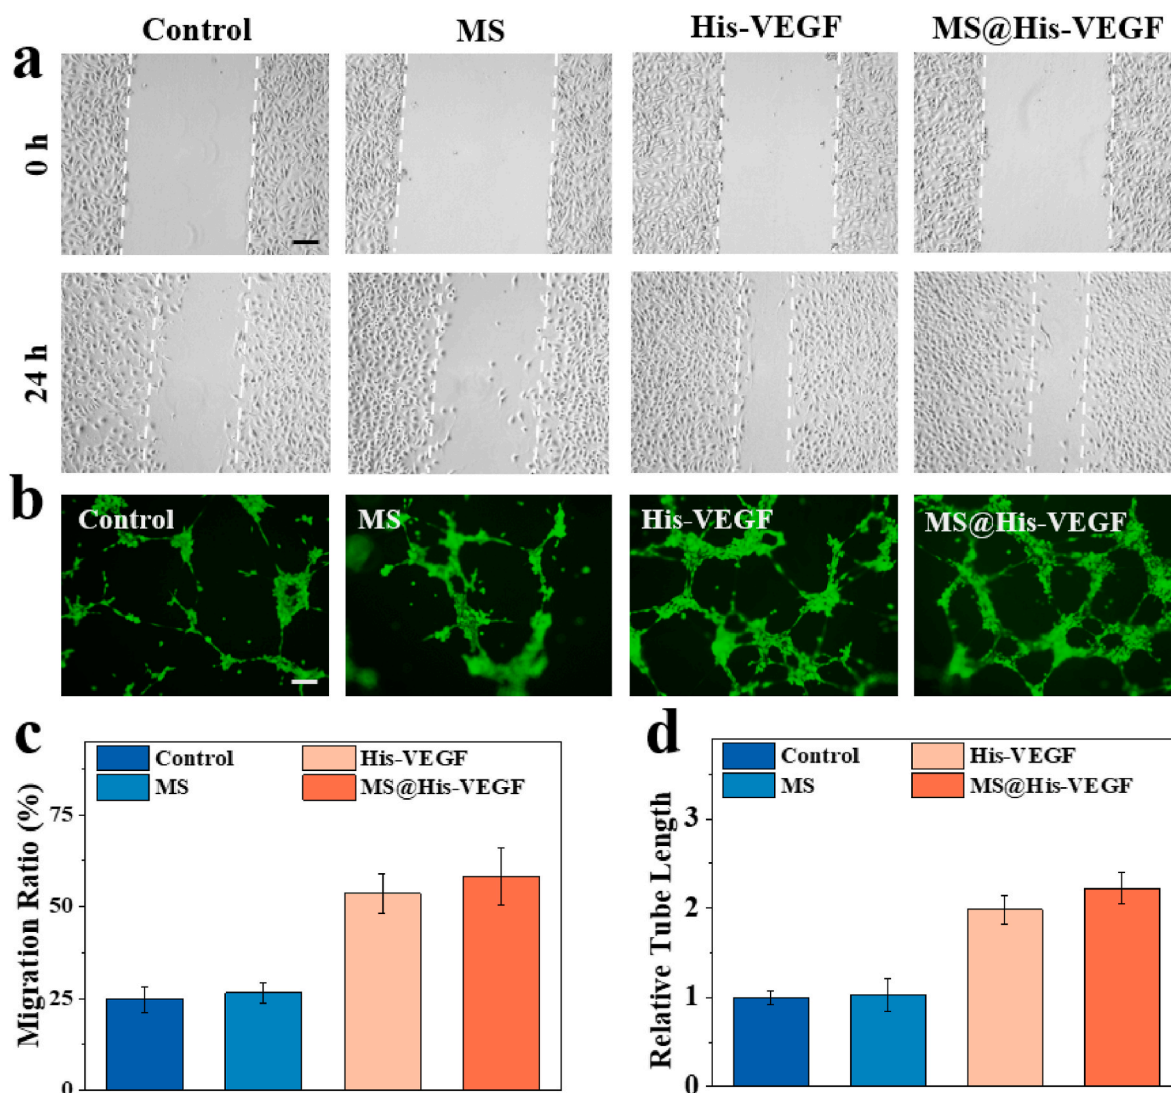 Control MS His-VEGF MS@His-VEGF
a
0 h
24 h
b
Control MS His-VEGF MS@His-VEGF
c
Control His-VEGF
MS MS@His-VEGF
Migration Ratio (%)
75
50
25
0
d
Control His-VEGF
MS MS@His-VEGF
Relative Tube Length
3
2
1
0